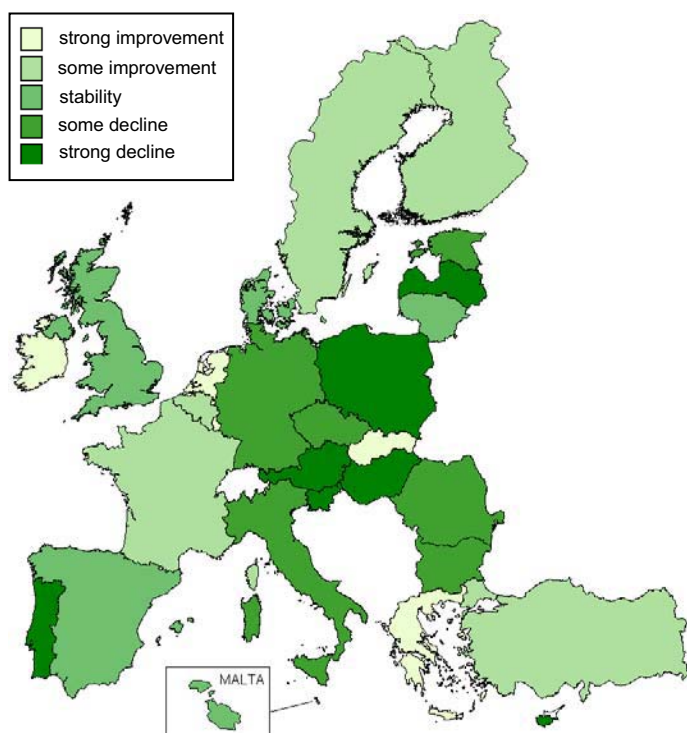 strong improvement
some improvement
stability
some decline
strong decline
MALTA